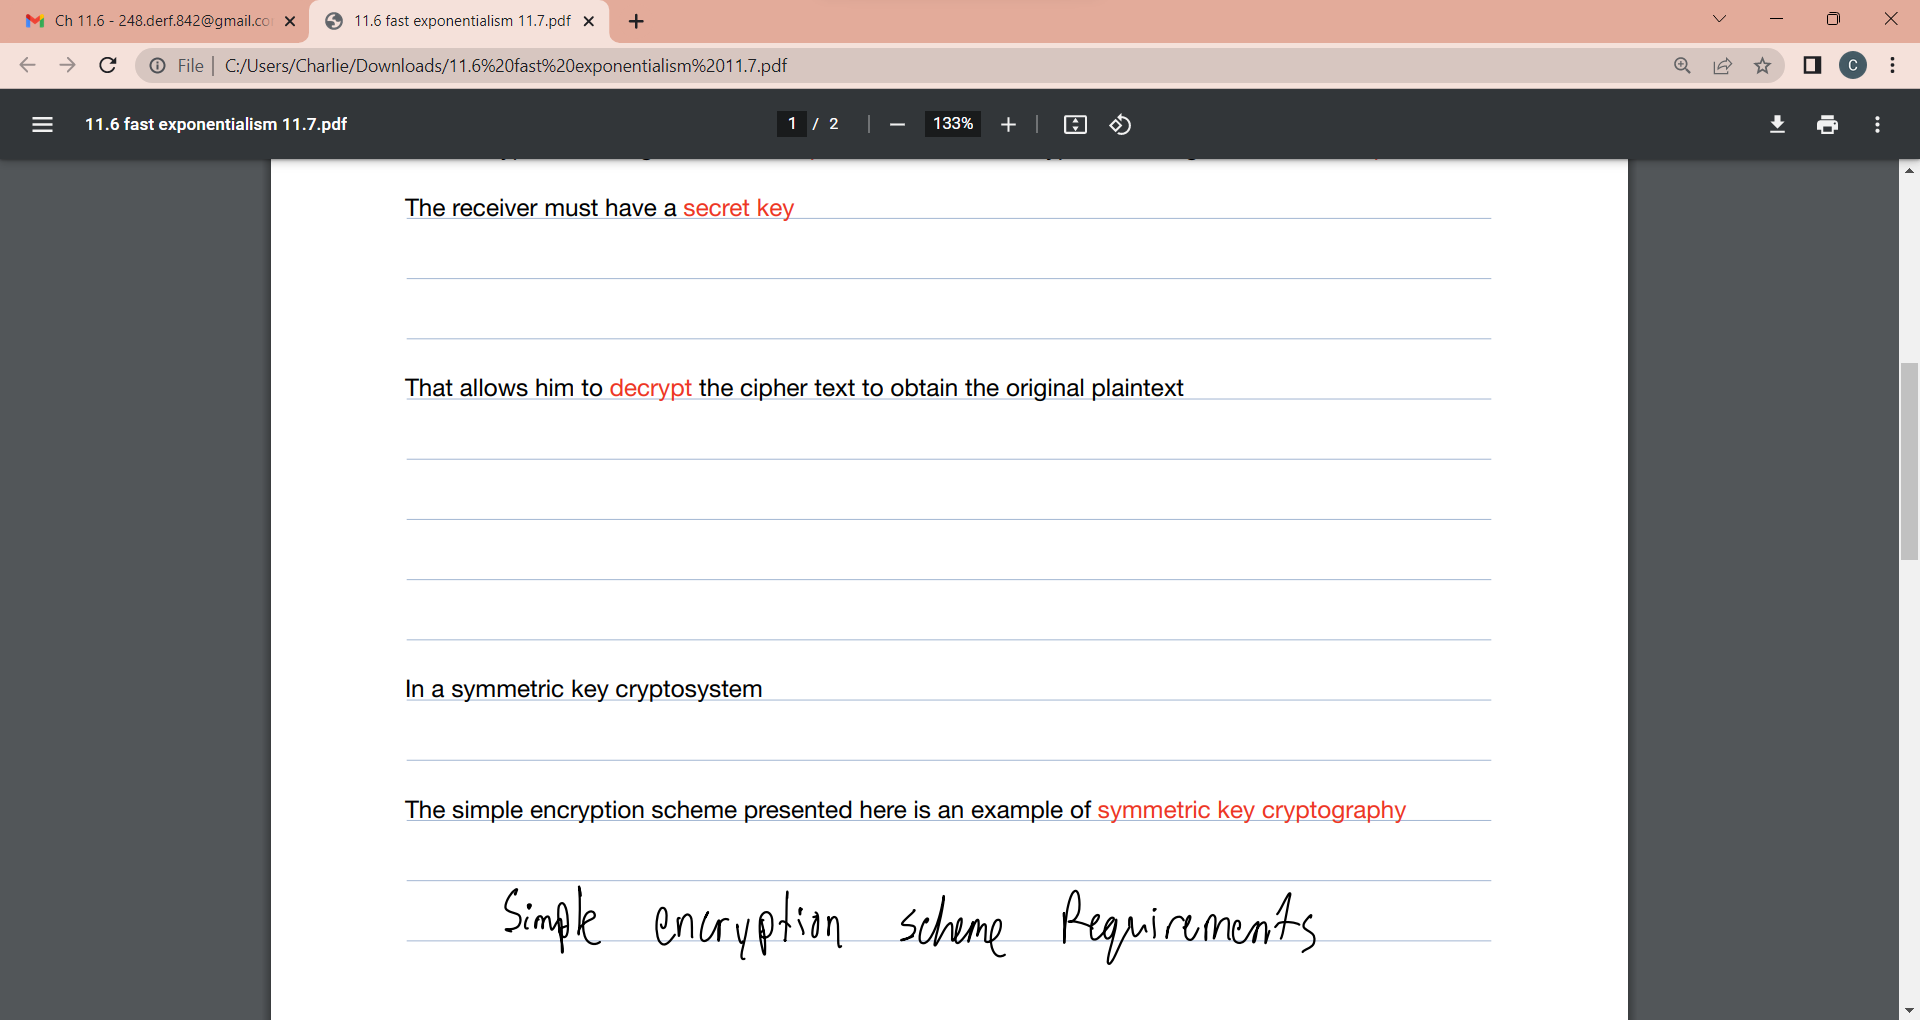 Ch 11.6 - 248.derf.842@gmail.co
11.6 fast exponentialism 11.7.pdf
File | C:/Users/Charlie/Downloads/11.6%20fast%20exponentialism%2011.7.pdf
C
11.6 fast exponentialism 11.7.pdf
1 / 2
133%
The receiver must have a secret key
That allows him to decrypt the cipher text to obtain the original plaintext
In a symmetric key cryptosystem
The simple encryption scheme presented here is an example of symmetric key cryptography
Simple encryption scheme Requirements